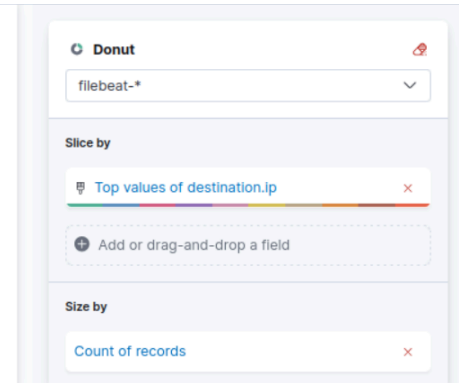 Donut
filebeat-*
Slice by
Top values of destination.ip
Add or drag-and-drop a field
Size by
Count of records